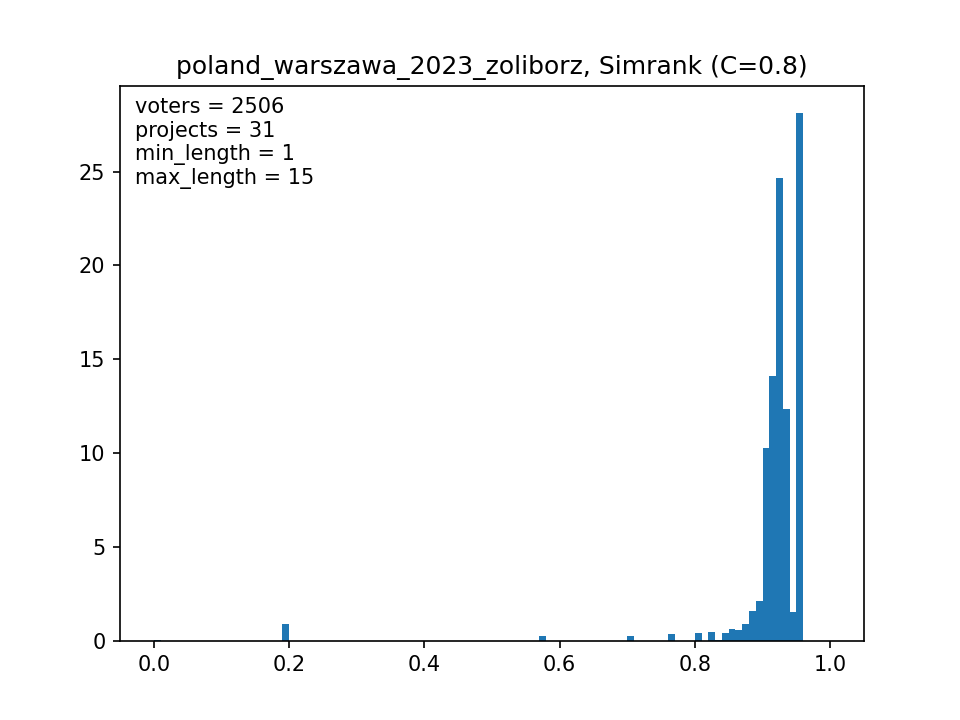 poland_warszawa_2023_zoliborz, Simrank (C=0.8)
voters = 2506
projects = 31
min_length = 1
max_length = 15
25
20
15
10
5
0
0.0 0.2 0.4 0.6 0.8 1.0